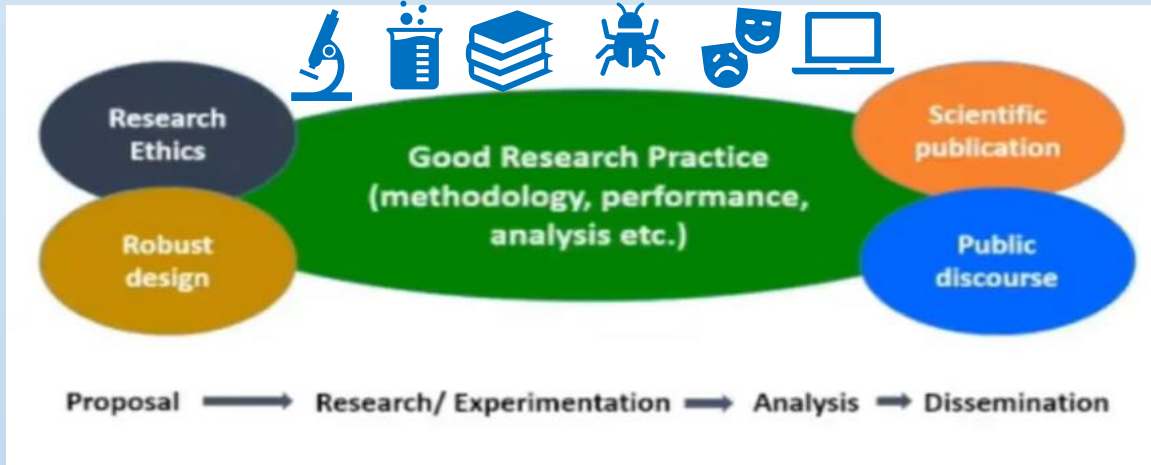 Research
Ethics
Good Research Practice
(methodology, performance,
analysis etc.)
Scientific
publication
Robust
design
Public
discourse
Proposal Research/ Experimentation Analysis Dissemination